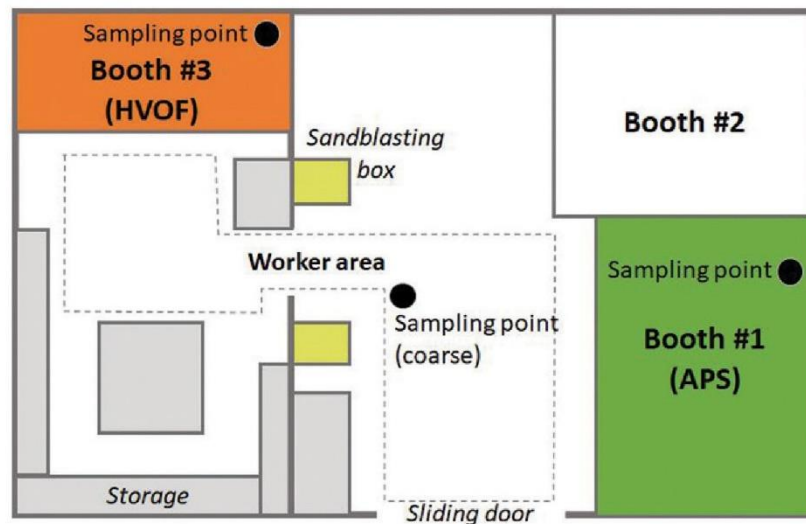 Sampling point
Booth #3
(HVOF)
Sandblasting
box
Booth #2
Worker area
Sampling point
(coarse)
Sampling point
Booth #1
(APS)
Storage
Sliding door